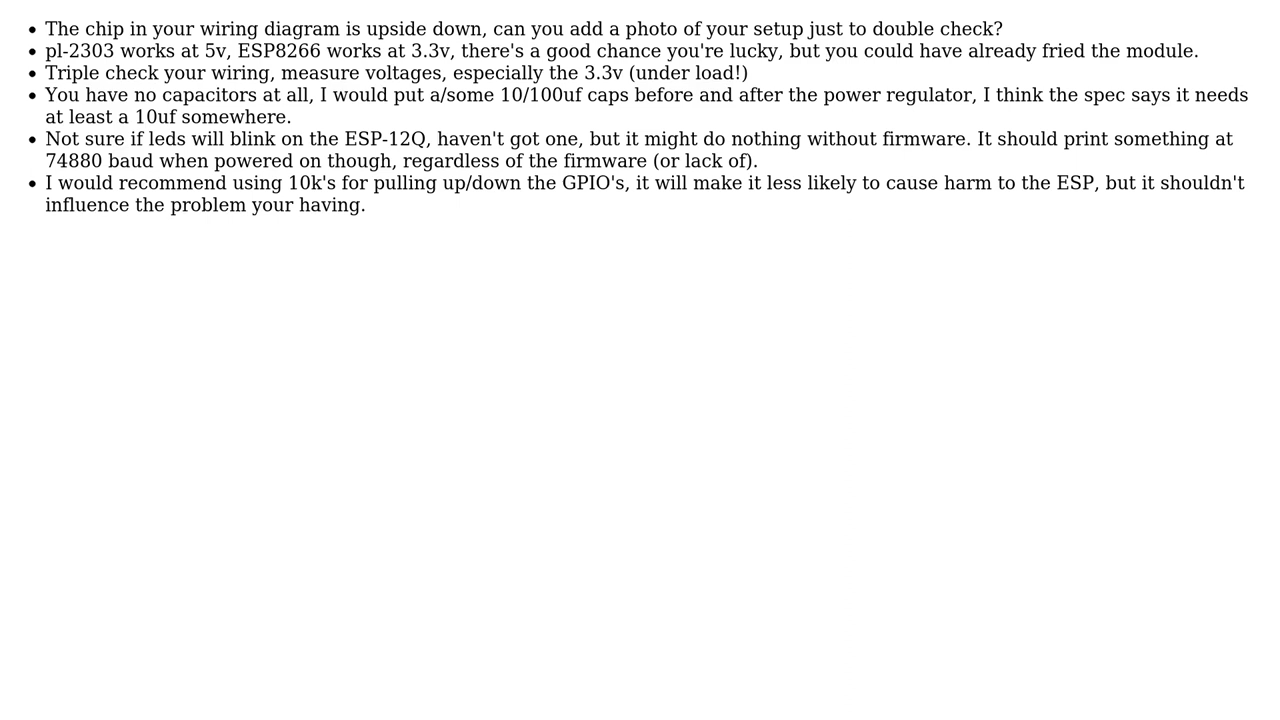 The chip in your wiring diagram is upside down, can you add a photo of your setup just to double check?
pl-2303 works at 5v, ESP8266 works at 3.3v, there's a good chance you're lucky, but you could have already fried the module.
Triple check your wiring, measure voltages, especially the 3.3v (under load!)
You have no capacitors at all, I would put a/some 10/100uf caps before and after the power regulator, I think the spec says it needs
at least a 10uf somewhere.
Not sure if leds will blink on the ESP-12Q, haven't got one, but it might do nothing without firmware. It should print something at
74880 baud when powered on though, regardless of the firmware (or lack of).
I would recommend using 10k's for pulling up/down the GPIO's, it will make it less likely to cause harm to the ESP, but it shouldn't
influence the problem your having.